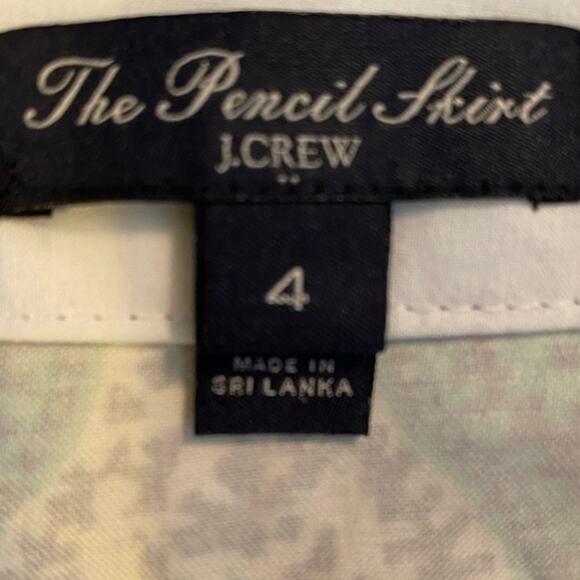 The Pencil Skirt
J.CREW
4
MADE IN
SRI LANKA